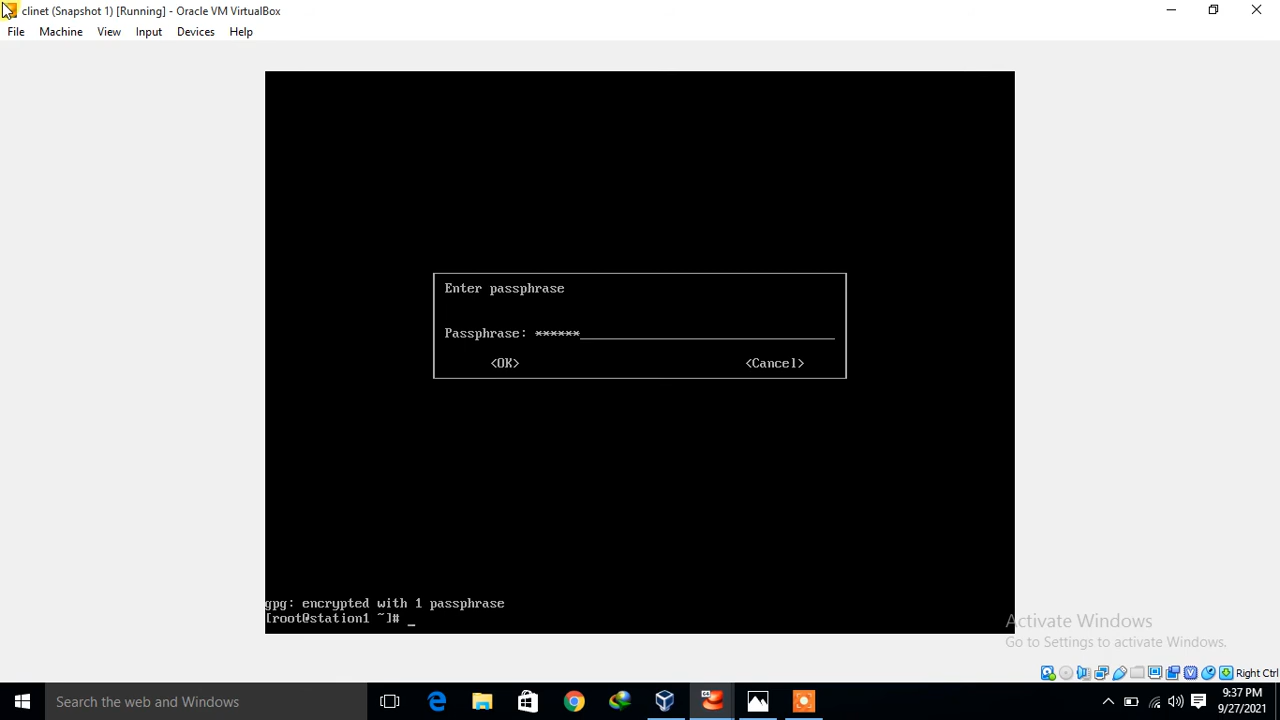 clinet (Snapshot 1) [Running] - Oracle VM VirtualBox
File Machine View Input Devices Help
Enter passphrase
Passphrase: ******
<OK> <Cancel>
gpg: encrypted with 1 passphrase
[root@station1 ~]# _
Activate Windows
Go to Settings to activate Windows.
Right Ctrl
Search the web and Windows
9:37 PM
9/27/2021